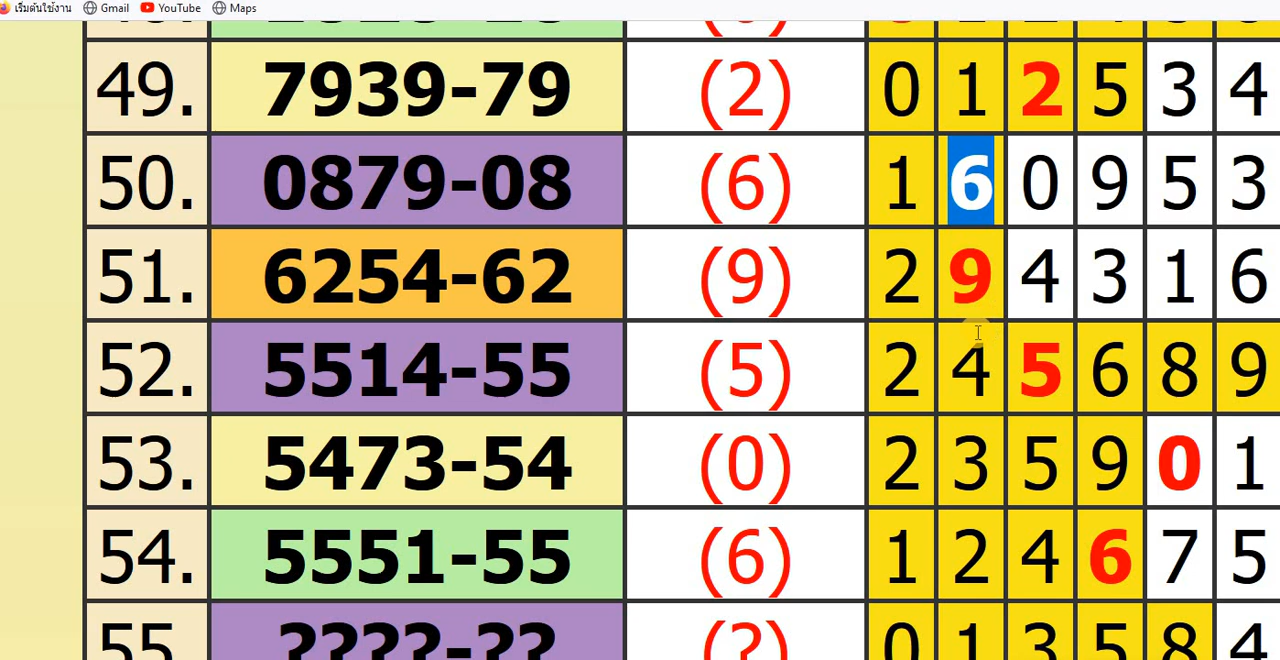 เริ่มต้นใช้งาน Gmail YouTube Maps
49. 7939-79 (2) 0 1 2 5 3 4
50. 0879-08 (6) 1 6 0 9 5 3
51. 6254-62 (9) 2 9 4 3 1 6
52. 5514-55 (5) 2 4 5 6 8 9
53. 5473-54 (0) 2 3 5 9 0 1
54. 5551-55 (6) 1 2 4 6 7 5
55. ????-?? (?) 0 1 3 5 8 4